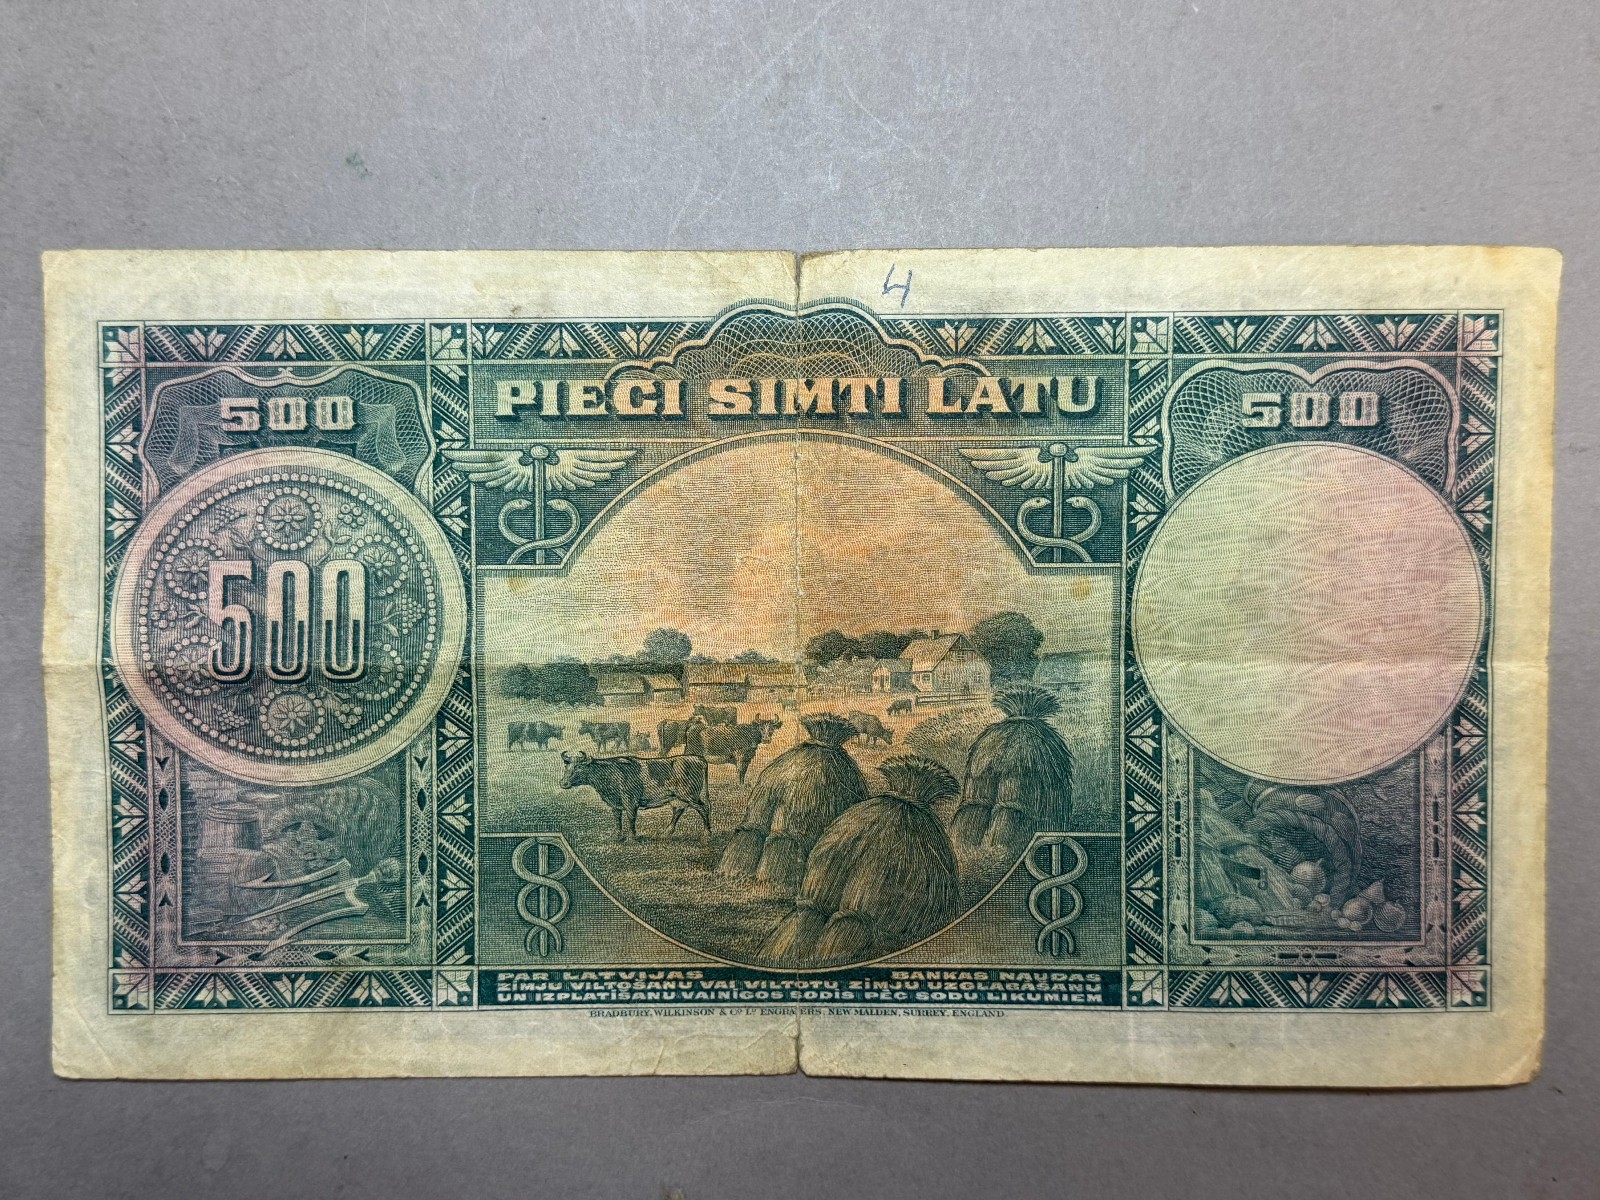 4
PIECI SIMTI LATU
500
500
500
PAR LATVIJAS BANKAS NAUDAS
ZĪMJU VILTOŠANU VAI VILTOTU ZĪMJU UZGLABĀŠANU
UN IZPLATĪŠANU VAINĪGOS SODĪS PĒC SODU LIKUMIEM
BRADBURY, WILKINSON & Cº Lᴰ ENGRAVERS, NEW MALDEN, SURREY, ENGLAND